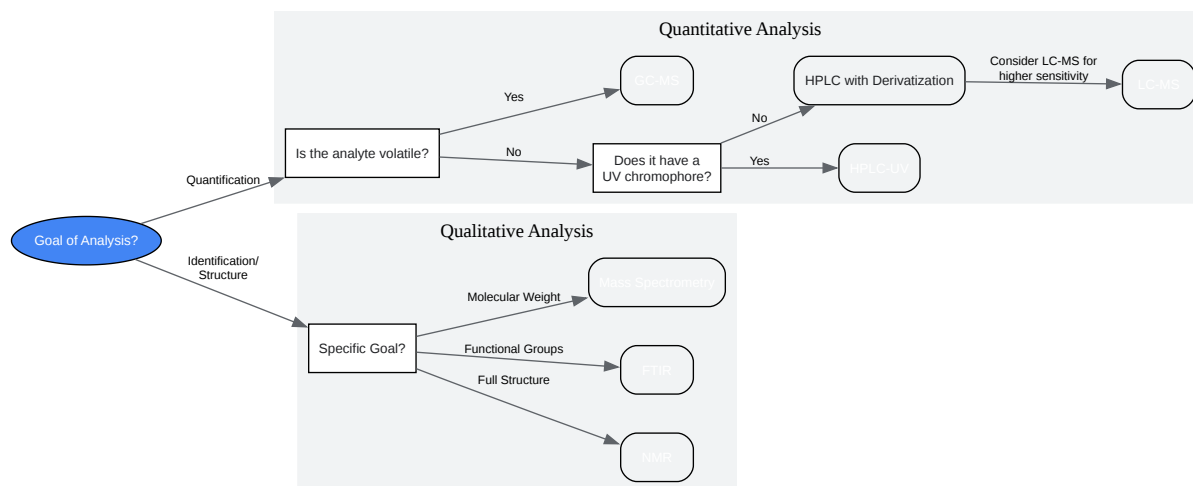 Quantitative Analysis
Consider LC-MS for
higher sensitivity
GC-MS
HPLC with Derivatization
LC-MS
Yes
No
Is the analyte volatile?
No
Does it have a
UV chromophore?
Yes
HPLC-UV
Quantification
Goal of Analysis?
Qualitative Analysis
Identification/
Structure
Mass Spectrometry
Molecular Weight
Specific Goal?
Functional Groups
FTIR
Full Structure
NMR